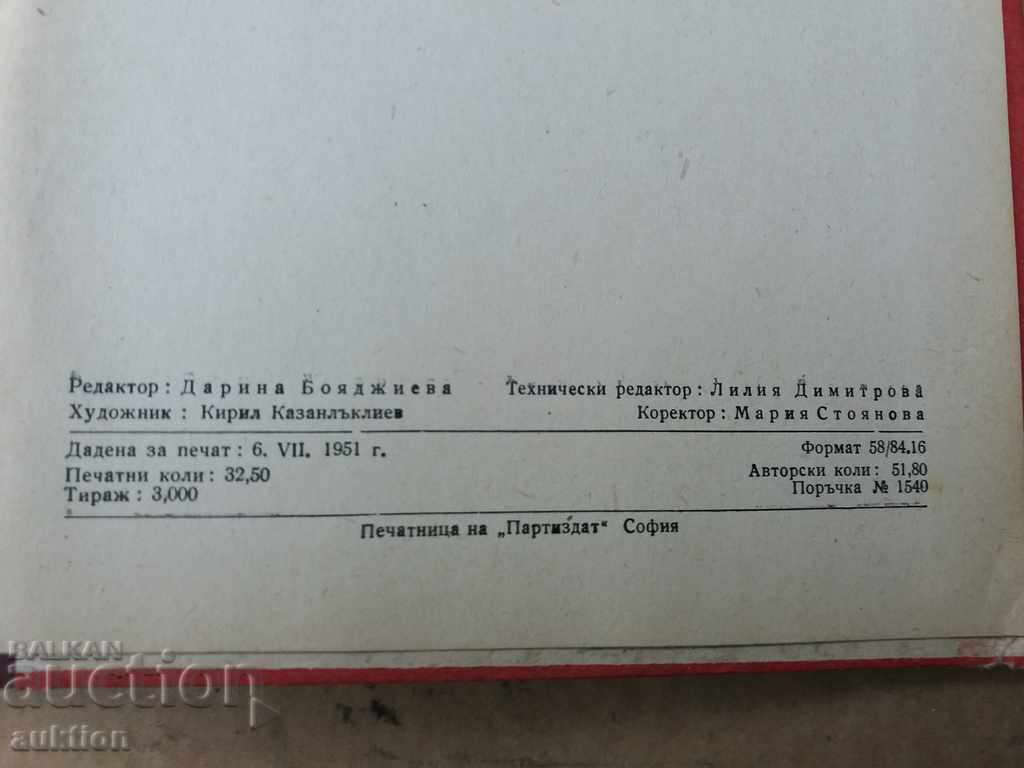 Редактор : Дарина Бояджиева Технически редактор : Лилия Димитрова
Художник : Кирил Казанлъклиев Коректор : Мария Стоянова
Дадена за печат : 6. VII. 1951 г. Формат 58/84.16
Печатни коли : 32,50 Авторски коли : 51,80
Тираж : 3,000 Поръчка № 1540
Печатница на „Партиздат“ София
BALKAN
auction
auktion